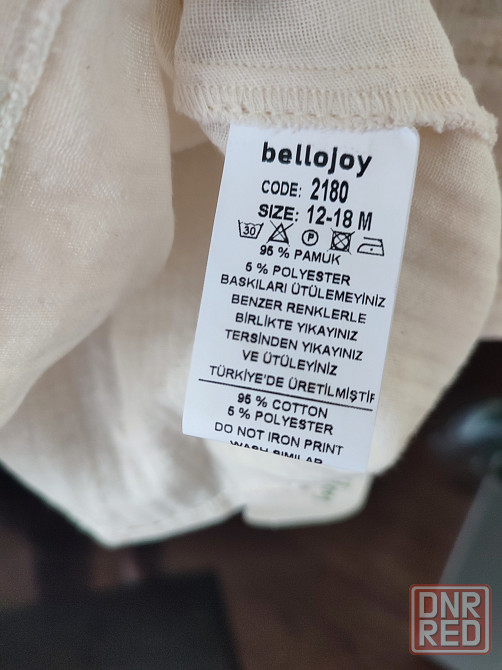 bellojoy
CODE: 2180
SIZE: 12-18 M
30 P
95 % PAMUK
5 % POLYESTER
BASKILARI ÜTÜLEMEYİNİZ
BENZER RENKLERLE
BİRLİKTE YIKAYINIZ
TERSİNDEN YIKAYINIZ
VE ÜTÜLEYİNİZ
TÜRKİYE'DE ÜRETİLMİŞTİR
95 % COTTON
5 % POLYESTER
DO NOT IRON PRINT
WASH SIMILAR
DNR
RED